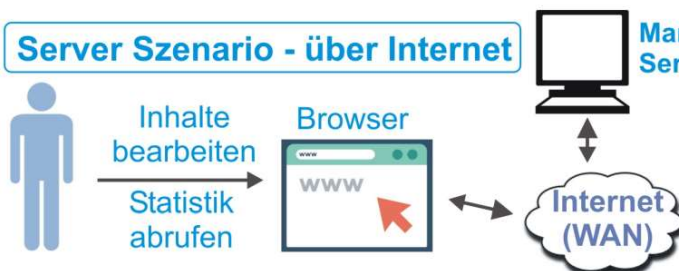 Server Szenario - über Internet
Inhalte
bearbeiten
Statistik
abrufen
Browser
www
WWW
Internet
(WAN)